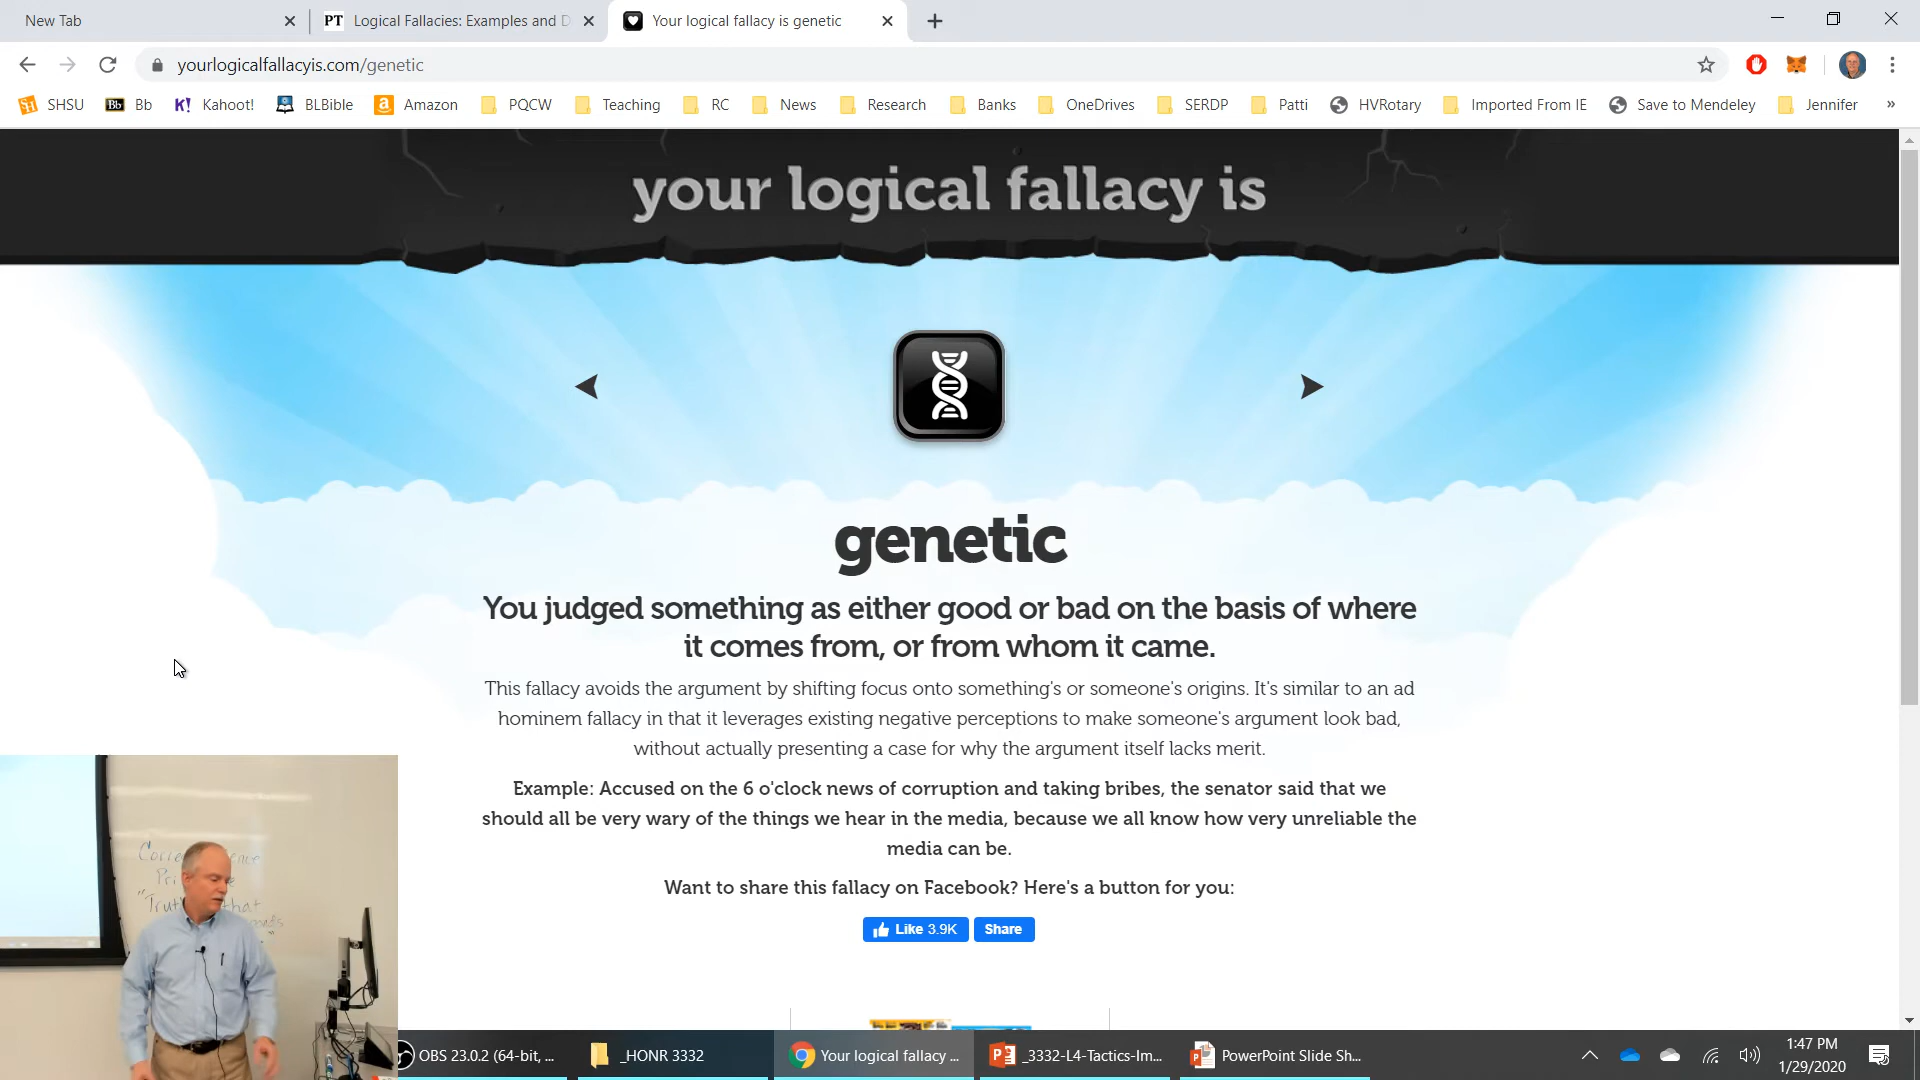 New Tab
PT Logical Fallacies: Examples and D
Your logical fallacy is genetic
yourlogicalfallacyis.com/genetic
SHSU
Bb Bb
K! Kahoot!
BLBible
a Amazon
PQCW
Teaching
RC
News
Research
Banks
OneDrives
SERDP
Patti
HVRotary
Imported From IE
Save to Mendeley
Jennifer
»
your logical fallacy is
genetic
You judged something as either good or bad on the basis of where
it comes from, or from whom it came.
This fallacy avoids the argument by shifting focus onto something's or someone's origins. It's similar to an ad
hominem fallacy in that it leverages existing negative perceptions to make someone's argument look bad,
without actually presenting a case for why the argument itself lacks merit.
Example: Accused on the 6 o'clock news of corruption and taking bribes, the senator said that we
should all be very wary of the things we hear in the media, because we all know how very unreliable the
media can be.
Want to share this fallacy on Facebook? Here's a button for you:
Like 3.9K
Share
"Truth that
OBS 23.0.2 (64-bit, ...
_HONR 3332
Your logical fallacy ...
_3332-L4-Tactics-Im...
PowerPoint Slide Sh...
1:47 PM
1/29/2020